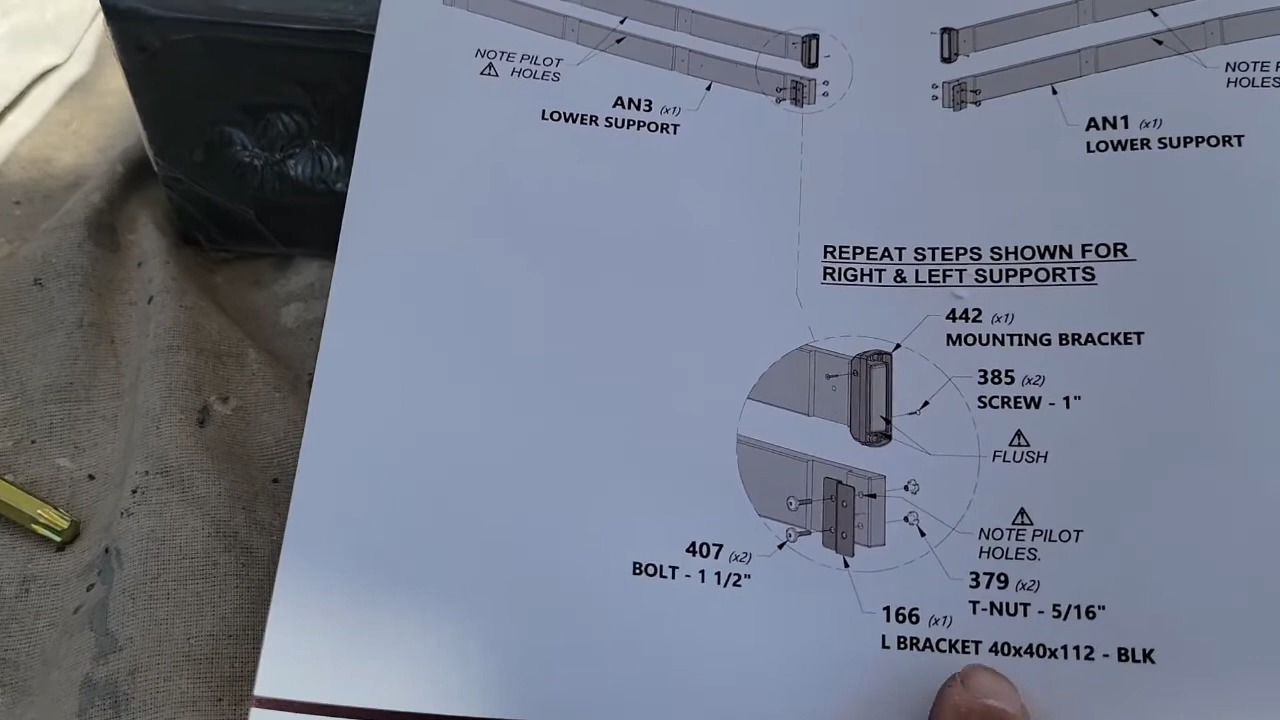 NOTE PILOT
HOLES
AN3 (x1)
LOWER SUPPORT
NOTE
HOLES
AN1 (x1)
LOWER SUPPORT
REPEAT STEPS SHOWN FOR
RIGHT & LEFT SUPPORTS
442 (x1)
MOUNTING BRACKET
385 (x2)
SCREW - 1"
FLUSH
NOTE PILOT
HOLES.
407 (x2)
BOLT - 1 1/2"
379 (x2)
T-NUT - 5/16"
166 (x1)
L BRACKET 40x40x112 - BLK